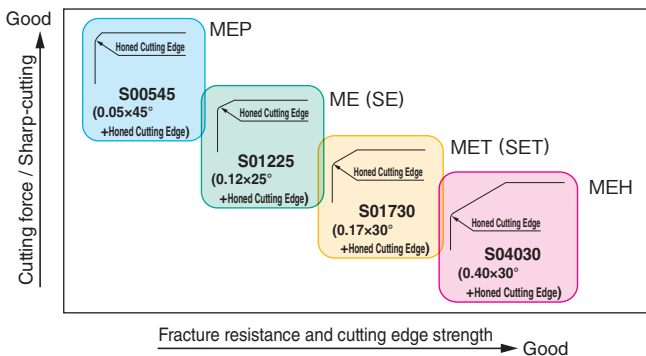 Good
Cutting force / Sharp-cutting
MEP
Honed Cutting Edge
S00545
(0.05×45°
+Honed Cutting Edge)
ME (SE)
Honed Cutting Edge
S01225
(0.12×25°
+Honed Cutting Edge)
MET (SET)
Honed Cutting Edge
S01730
(0.17×30°
+Honed Cutting Edge)
MEH
Honed Cutting Edge
S04030
(0.40×30°
+Honed Cutting Edge)
Fracture resistance and cutting edge strength
Good